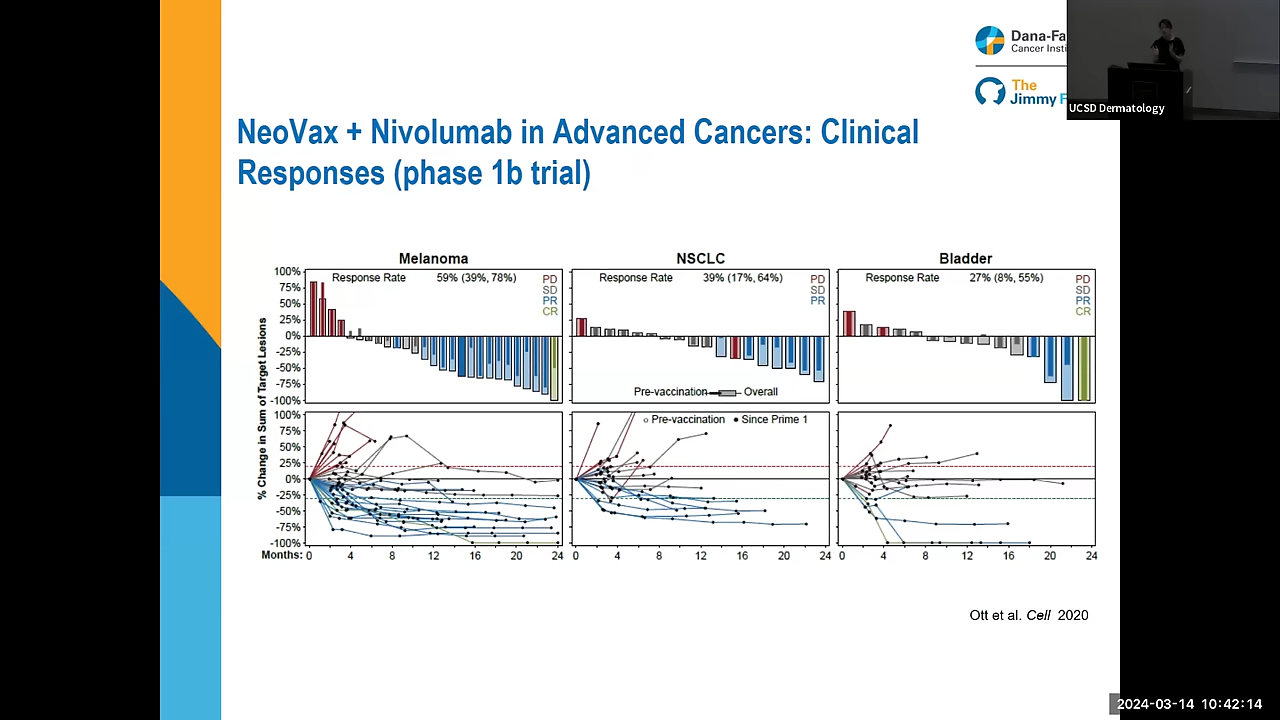 Dana-Fa
Cancer Insti
The
Jimmy F
UCSD Dermatology
NeoVax + Nivolumab in Advanced Cancers: Clinical
Responses (phase 1b trial)
Melanoma
NSCLC
Bladder
Response Rate 59% (39%, 78%)
PD
SD
PR
CR
Response Rate 39% (17%, 64%)
PD
SD
PR
Response Rate 27% (8%, 55%)
PD
SD
PR
CR
100%
75%
50%
25%
0%
-25%
-50%
-75%
-100%
Pre-vaccination Overall
% Change in Sum of Target Lesions
100%
75%
50%
25%
0%
-25%
-50%
-75%
-100%
Pre-vaccination Since Prime 1
Months: 0 4 8 12 16 20 24
0 4 8 12 16 20 24
0 4 8 12 16 20 24
Ott et al. Cell 2020
2024-03-14 10:42:14